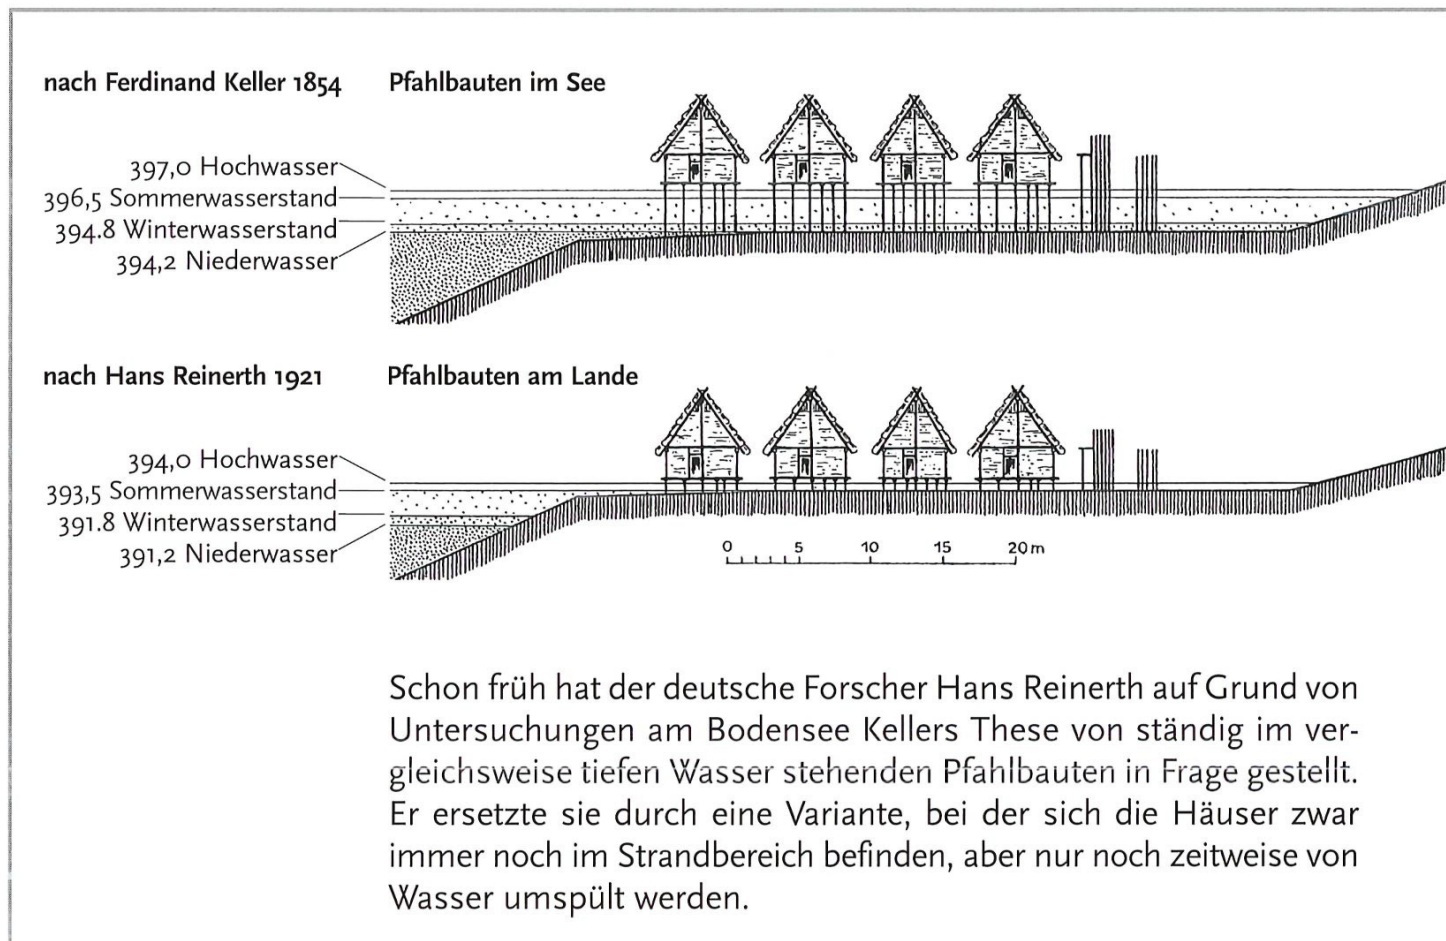 nach Ferdinand Keller 1854 Pfahlbauten im See
397,0 Hochwasser
396,5 Sommerwasserstand
394.8 Winterwasserstand
394,2 Niederwasser
nach Hans Reinerth 1921 Pfahlbauten am Lande
394,0 Hochwasser
393,5 Sommerwasserstand
391.8 Winterwasserstand
391,2 Niederwasser
0 5 10 15 20 m
Schon früh hat der deutsche Forscher Hans Reinerth auf Grund von
Untersuchungen am Bodensee Kellers These von ständig im ver-
gleichsweise tiefen Wasser stehenden Pfahlbauten in Frage gestellt.
Er ersetzte sie durch eine Variante, bei der sich die Häuser zwar
immer noch im Strandbereich befinden, aber nur noch zeitweise von
Wasser umspült werden.